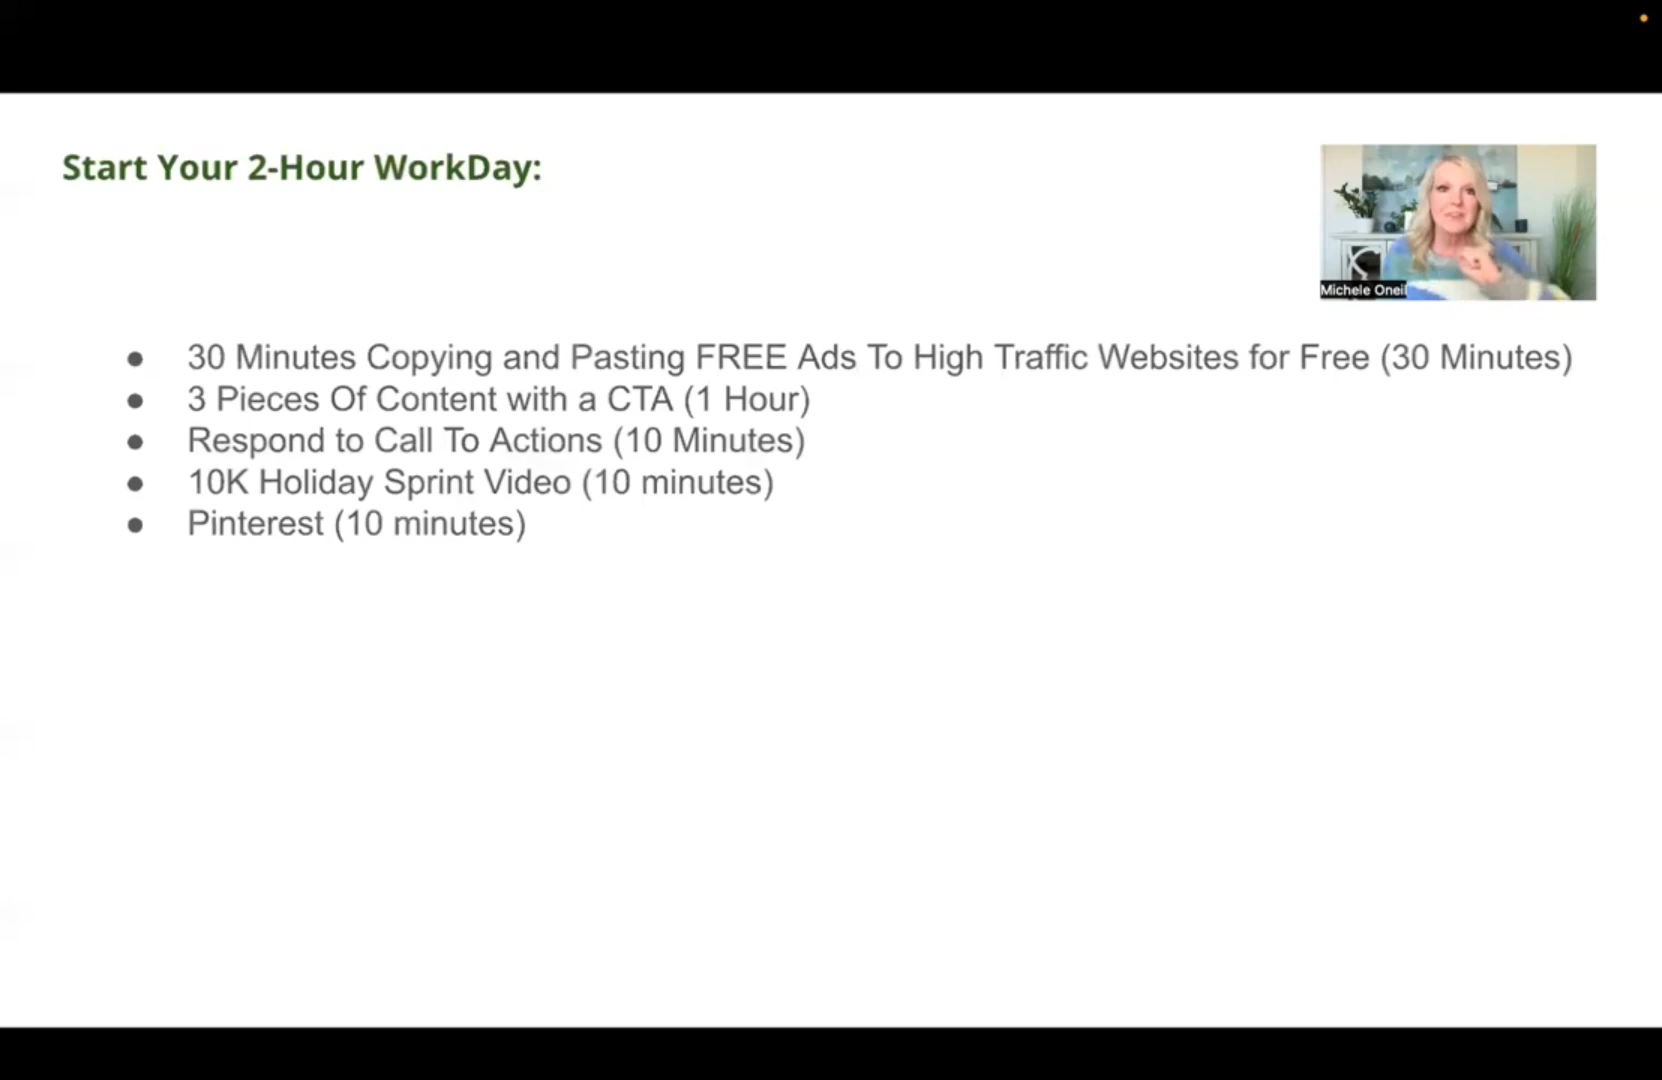 Start Your 2-Hour WorkDay:
Michele Oneil
● 30 Minutes Copying and Pasting FREE Ads To High Traffic Websites for Free (30 Minutes)
● 3 Pieces Of Content with a CTA (1 Hour)
● Respond to Call To Actions (10 Minutes)
● 10K Holiday Sprint Video (10 minutes)
● Pinterest (10 minutes)